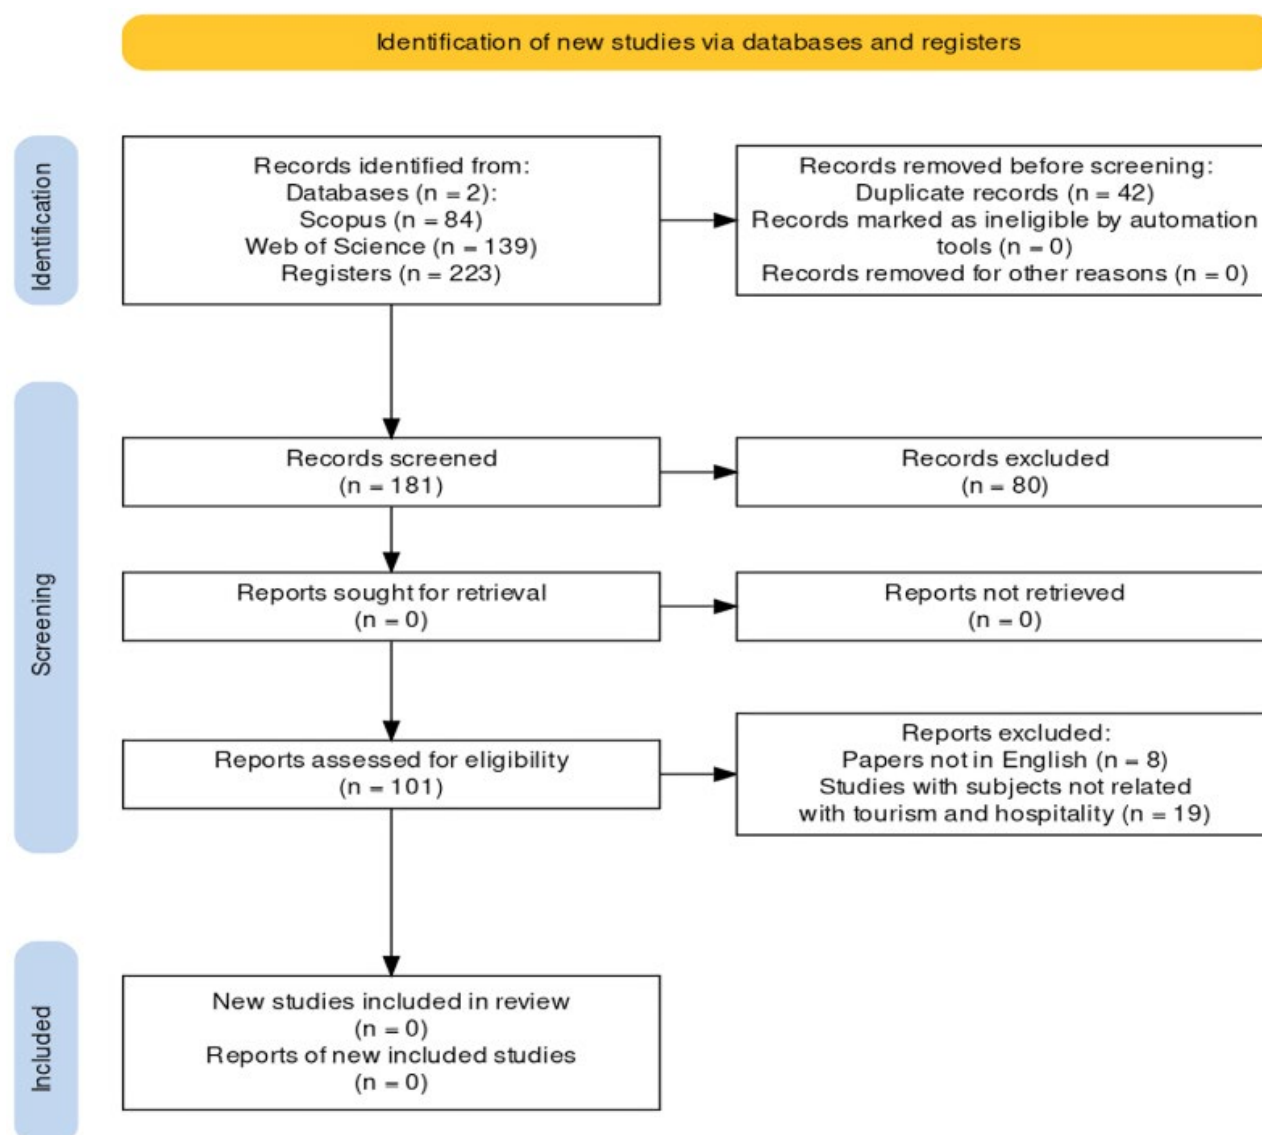 Identification of new studies via databases and registers
Identification
Records identified from:
Databases (n = 2):
Scopus (n = 84)
Web of Science (n = 139)
Registers (n = 223)
Records removed before screening:
Duplicate records (n = 42)
Records marked as ineligible by automation
tools (n = 0)
Records removed for other reasons (n = 0)
Screening
Records screened
(n = 181)
Records excluded
(n = 80)
Reports sought for retrieval
(n = 0)
Reports not retrieved
(n = 0)
Reports assessed for eligibility
(n = 101)
Reports excluded:
Papers not in English (n = 8)
Studies with subjects not related
with tourism and hospitality (n = 19)
Included
New studies included in review
(n = 0)
Reports of new included studies
(n = 0)